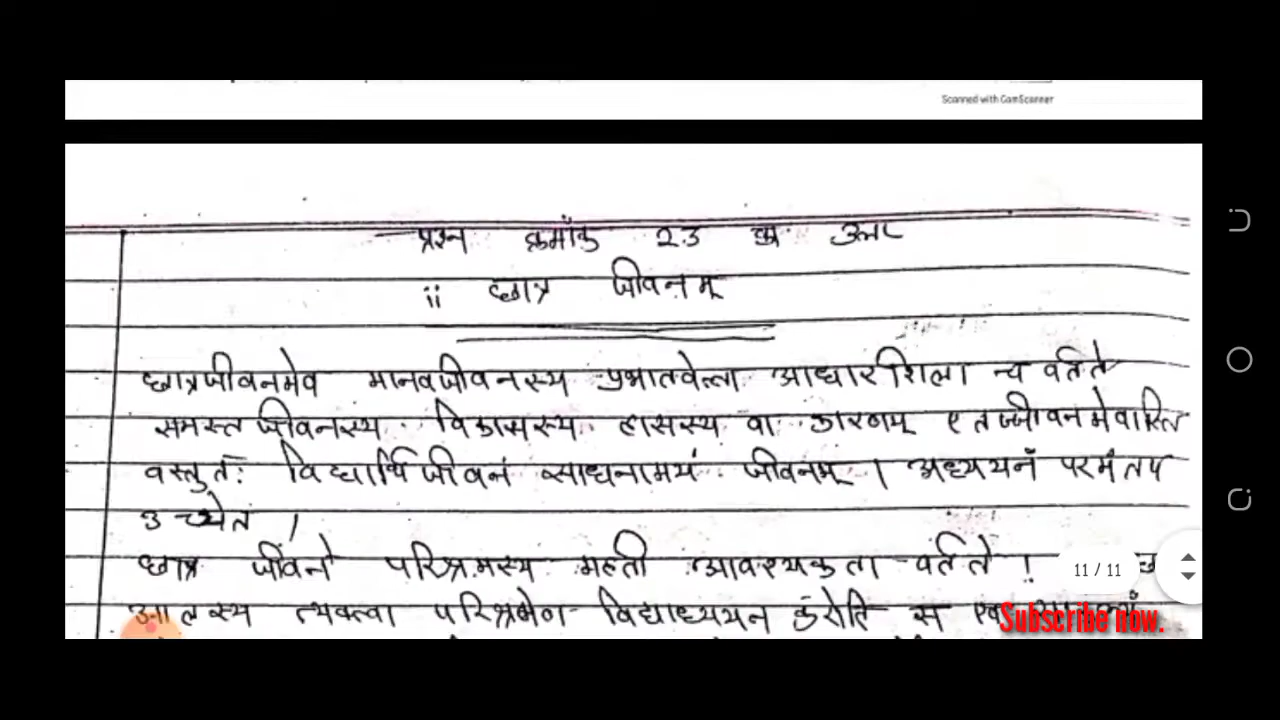 Scanned with CamScanner
प्रश्न क्रमाँक 23 का उत्तर
ii छात्र जीवनम्
छात्रजीवनमेव मानवजीवनस्य प्रभातवेला आधारशिला च वर्तते
समस्त जीवनस्य विकासस्य ह्रासस्य वा कारणम् एतज्जीवनमेवास्ति
वस्तुतः विद्यार्थिजीवनं साधनामयं जीवनम् । अध्ययनं परमं तप
उच्येत ।
छात्र जीवने परिश्रमस्य महती आवश्यकता वर्तते !
11 / 11
आलस्य त्यक्त्वा परिश्रमेण विद्याध्ययन करोति स एव
Subscribe now.